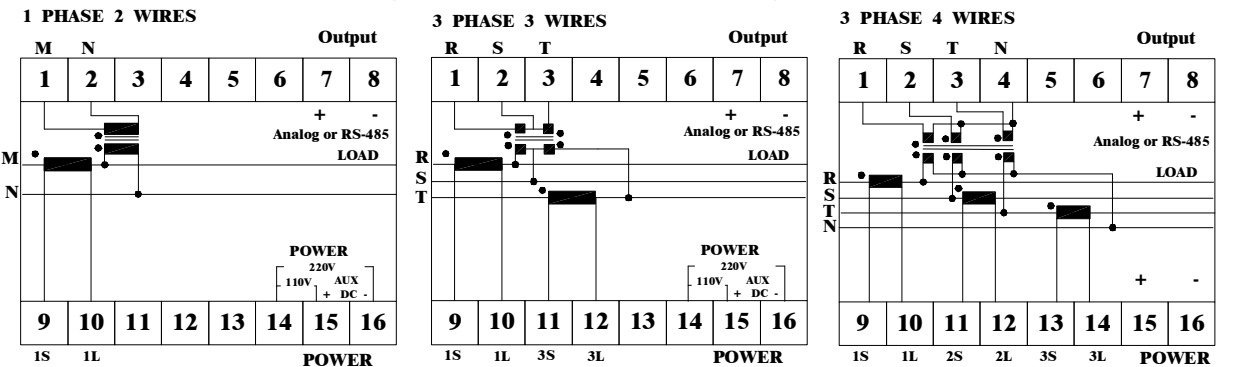 1 PHASE 2 WIRES
Output
M N
1 2 3 4 5 6 7 8
+ -
Analog or RS-485
LOAD
M
N
POWER
220V
110V AUX
+ DC -
9 10 11 12 13 14 15 16
1S 1L POWER
3 PHASE 3 WIRES
Output
R S T
1 2 3 4 5 6 7 8
+ -
Analog or RS-485
LOAD
R
S
T
POWER
220V
110V AUX
+ DC -
9 10 11 12 13 14 15 16
1S 1L 3S 3L POWER
3 PHASE 4 WIRES
Output
R S T N
1 2 3 4 5 6 7 8
+ -
Analog or RS-485
LOAD
R
S
T
N
+ -
9 10 11 12 13 14 15 16
1S 1L 2S 2L 3S 3L POWER